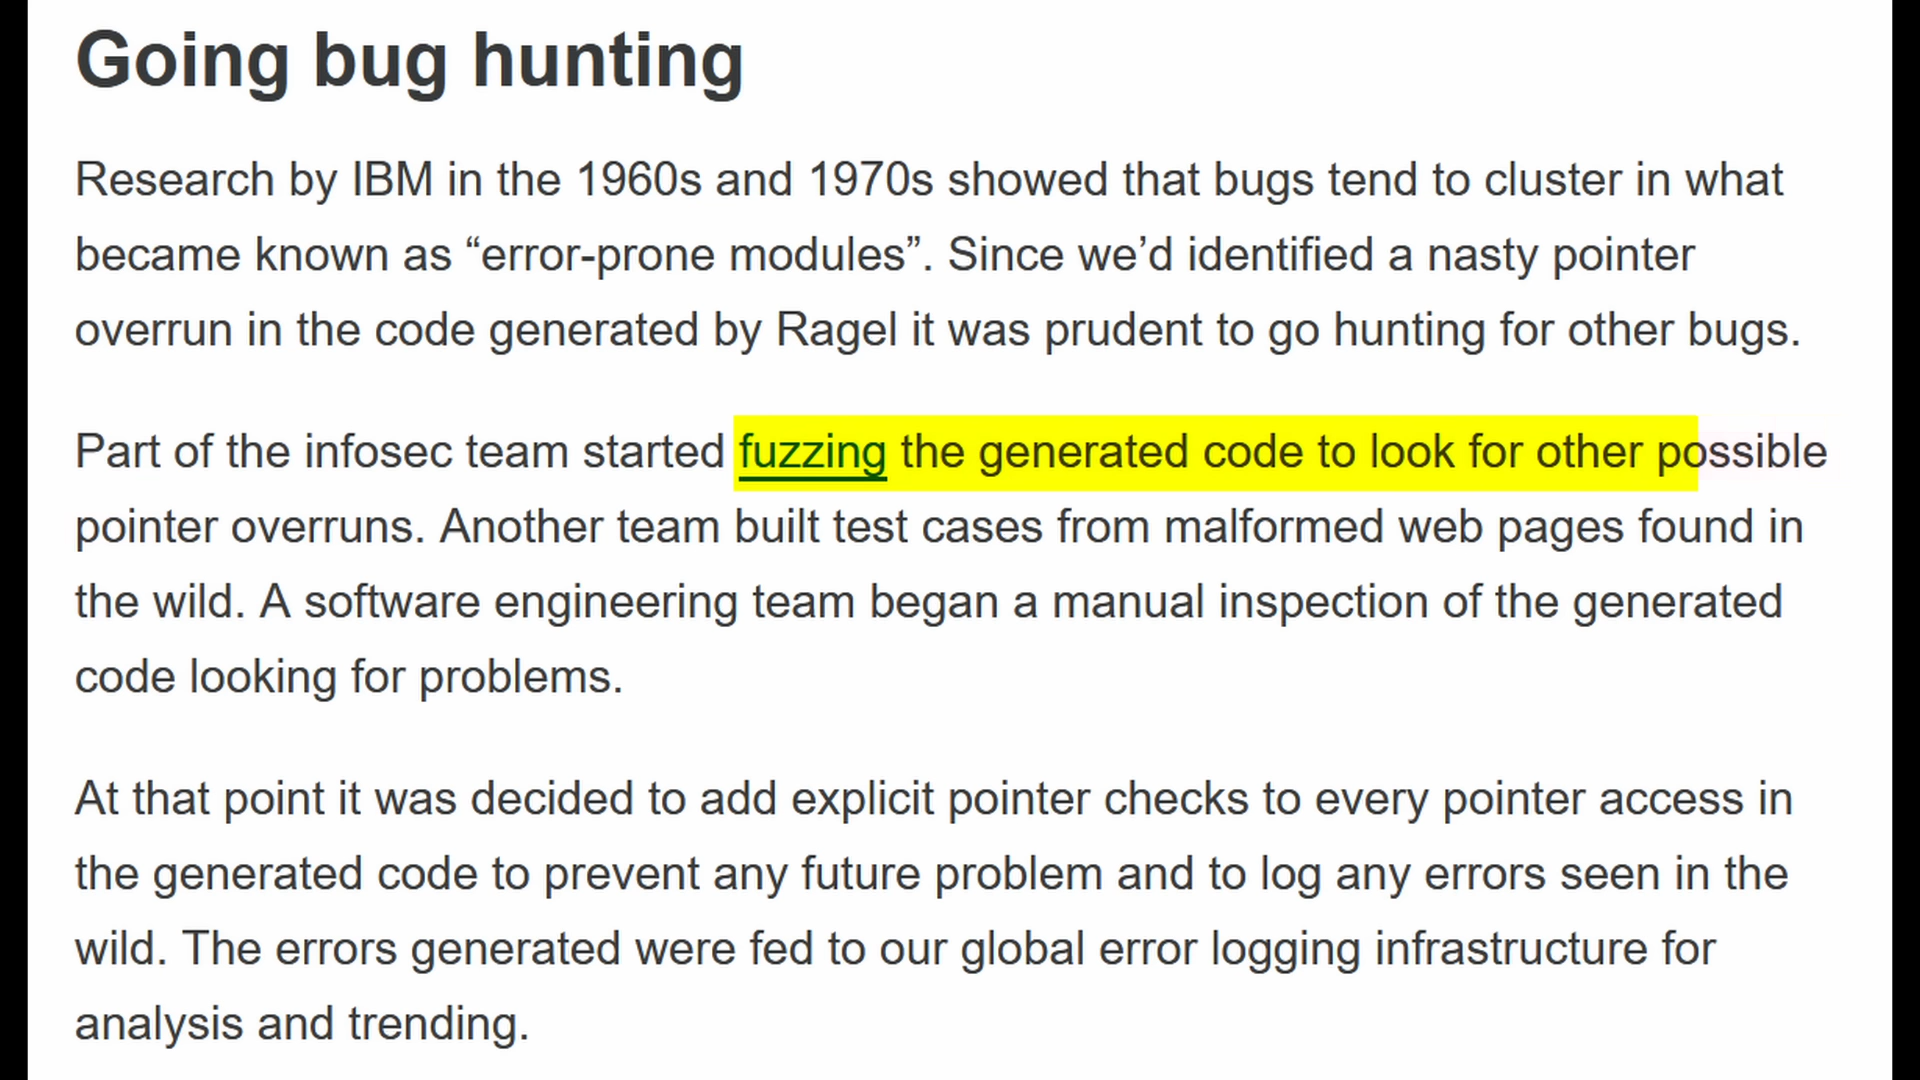 Going bug hunting
Research by IBM in the 1960s and 1970s showed that bugs tend to cluster in what
became known as “error-prone modules”. Since we’d identified a nasty pointer
overrun in the code generated by Ragel it was prudent to go hunting for other bugs.
Part of the infosec team started fuzzing the generated code to look for other possible
pointer overruns. Another team built test cases from malformed web pages found in
the wild. A software engineering team began a manual inspection of the generated
code looking for problems.
At that point it was decided to add explicit pointer checks to every pointer access in
the generated code to prevent any future problem and to log any errors seen in the
wild. The errors generated were fed to our global error logging infrastructure for
analysis and trending.